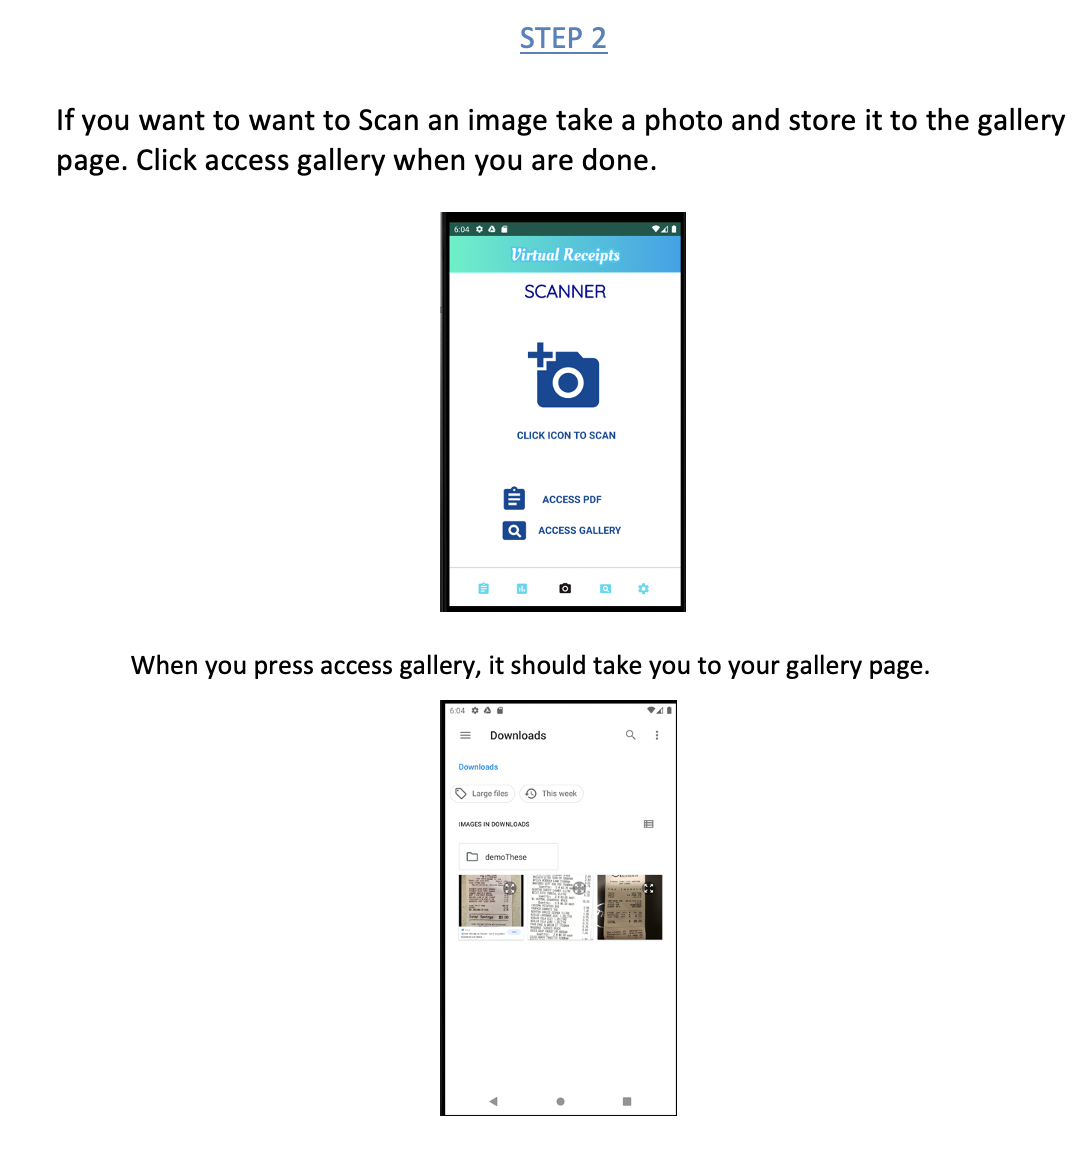 STEP 2
If you want to want to Scan an image take a photo and store it to the gallery
page. Click access gallery when you are done.
6:04
Virtual Receipts
SCANNER
CLICK ICON TO SCAN
ACCESS PDF
ACCESS GALLERY
When you press access gallery, it should take you to your gallery page.
6:04
Downloads
Downloads
Large files
This week
IMAGES IN DOWNLOADS
demoThese